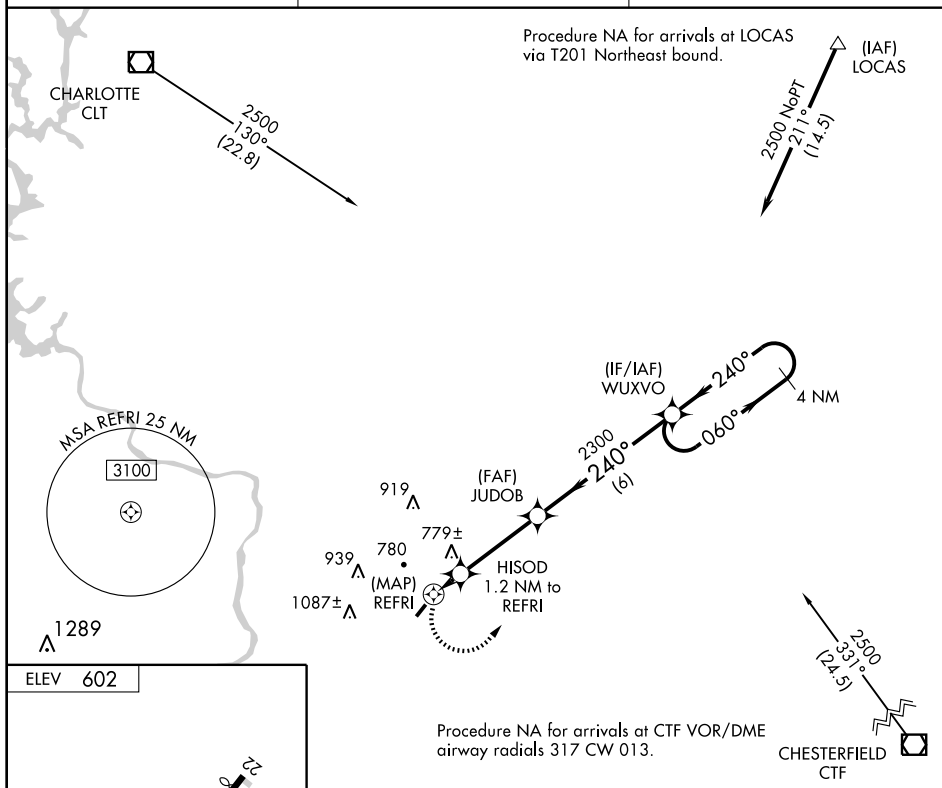 Procedure NA for arrivals at LOCAS
via T201 Northeast bound.
(IAF)
LOCAS
CHARLOTTE
CLT
2500
130°
(22.8)
2500 NoPT
211°
(14.5)
(IF/IAF)
WUXVO
240°
060°
4 NM
2300
240°
(6)
MSA REFRI 25 NM
3100
(FAF)
JUDOB
919
779±
780
939
(MAP)
REFRI
HISOD
1.2 NM to
REFRI
1087±
1289
2500
331°
(24.5)
ELEV 602
Procedure NA for arrivals at CTF VOR/DME
airway radials 317 CW 013.
CHESTERFIELD
CTF
22